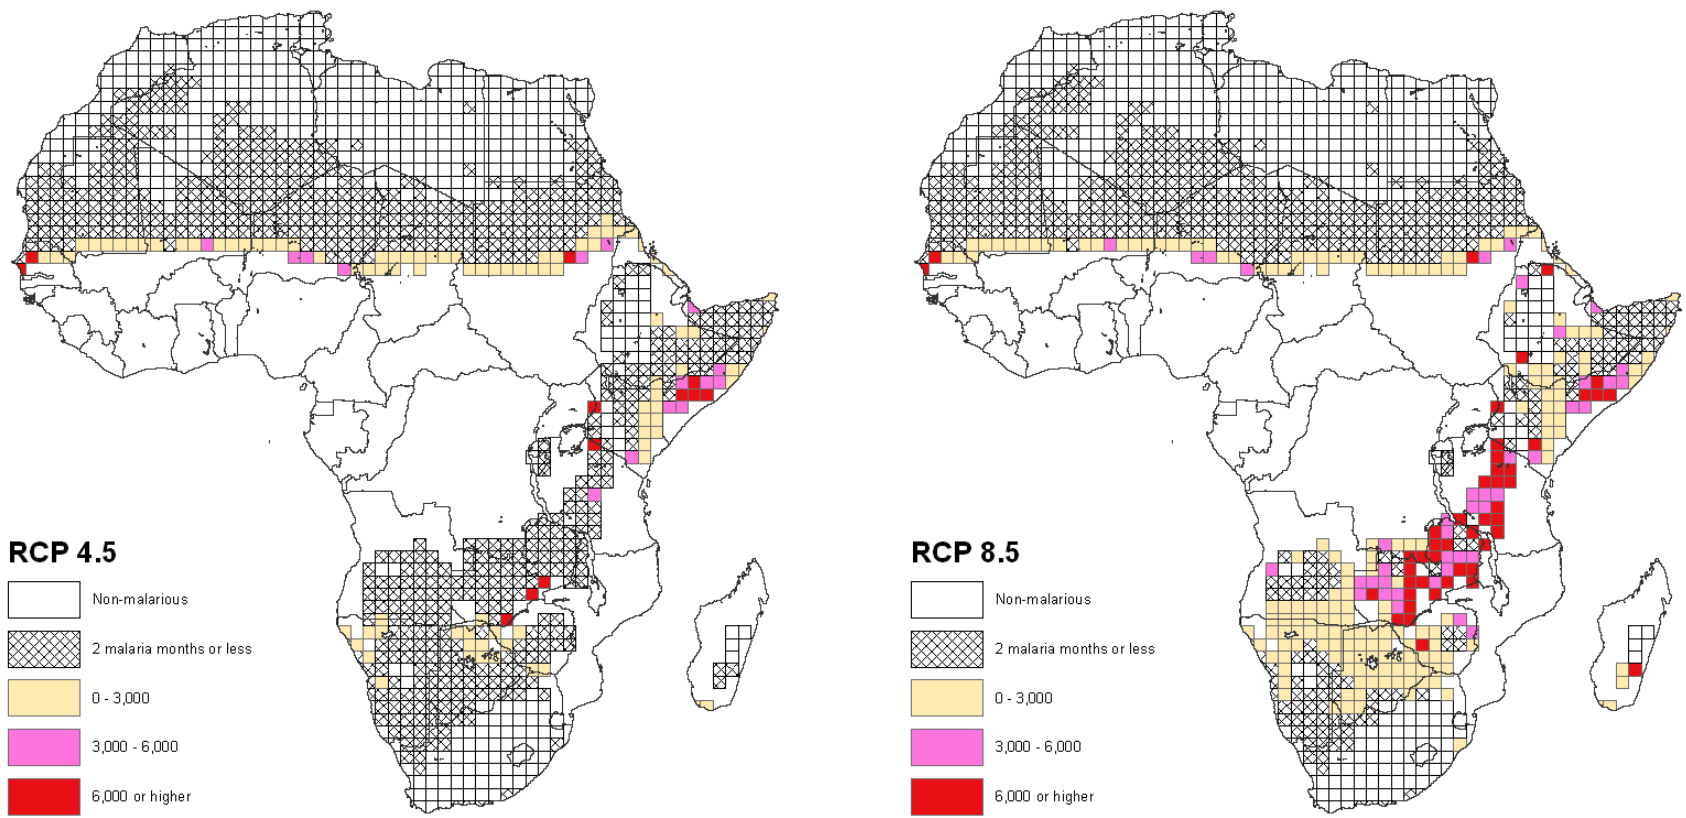 RCP 4.5
Non-malarious
2 malaria months or less
0 - 3,000
3,000 - 6,000
6,000 or higher
RCP 8.5
Non-malarious
2 malaria months or less
0 - 3,000
3,000 - 6,000
6,000 or higher